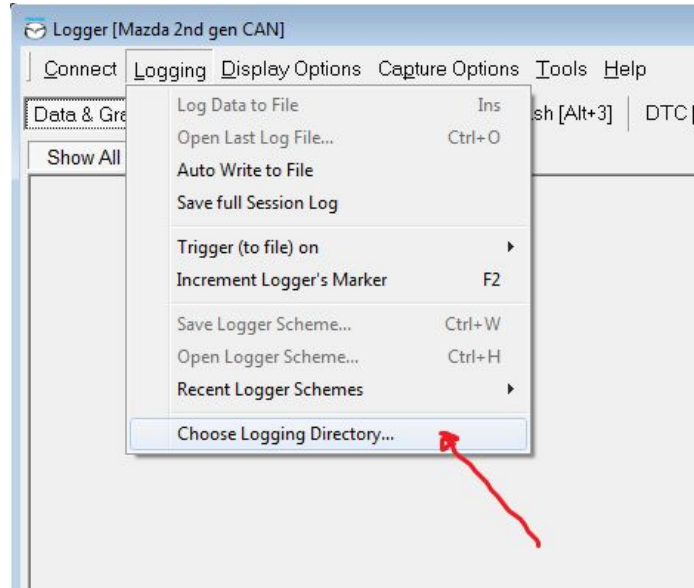 Logger [Mazda 2nd gen CAN]
Connect Logging Display Options Capture Options Tools Help
Data & Gra sh [Alt+3] DTC [
Show All
Log Data to File Ins
Open Last Log File... Ctrl+O
Auto Write to File
Save full Session Log
Trigger (to file) on
Increment Logger's Marker F2
Save Logger Scheme... Ctrl+W
Open Logger Scheme... Ctrl+H
Recent Logger Schemes
Choose Logging Directory...